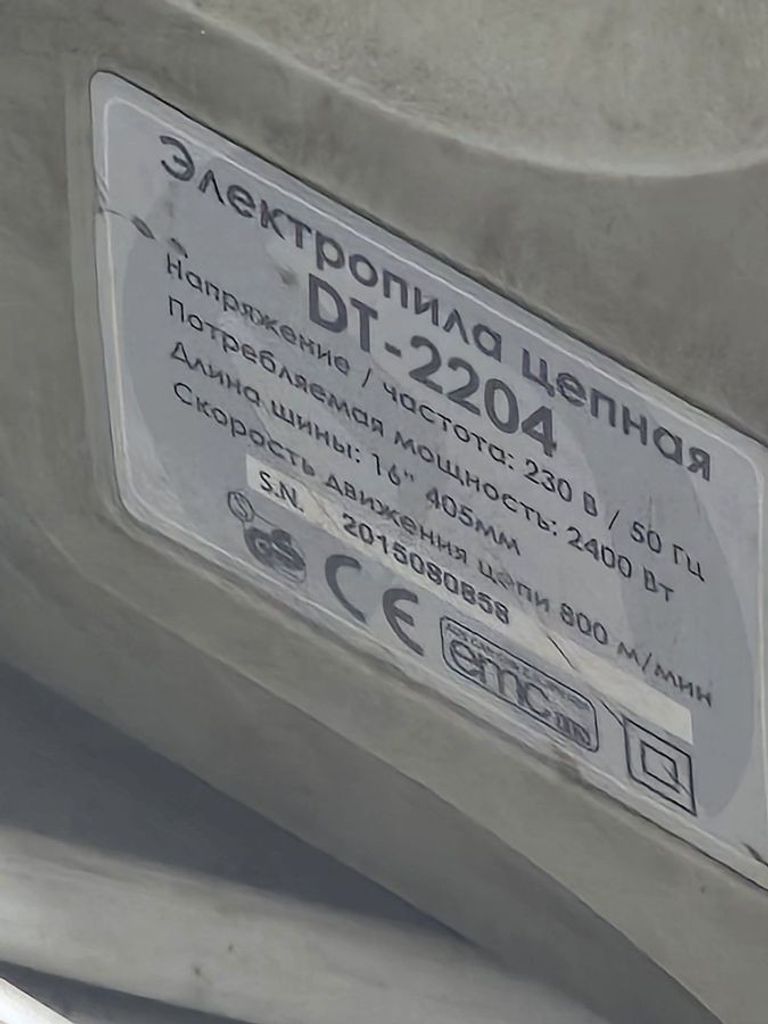 Электропила цепная
DT-2204
Напряжение / частота: 230 В / 50 Гц
Потребляемая мощность: 2400 Вт
Длина шины: 16" 405мм
Скорость движения цепи 800 м/мин
S.N. 2015080858
GS CE emc